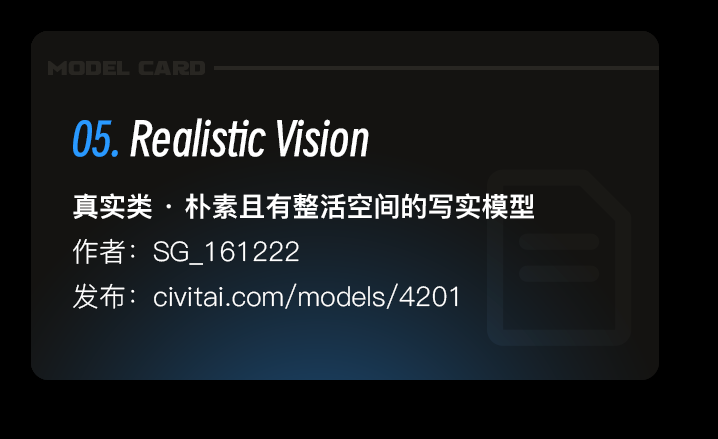 MODEL CARD
05. Realistic Vision
真实类 · 朴素且有整活空间的写实模型
作者：SG_161222
发布：civitai.com/models/4201